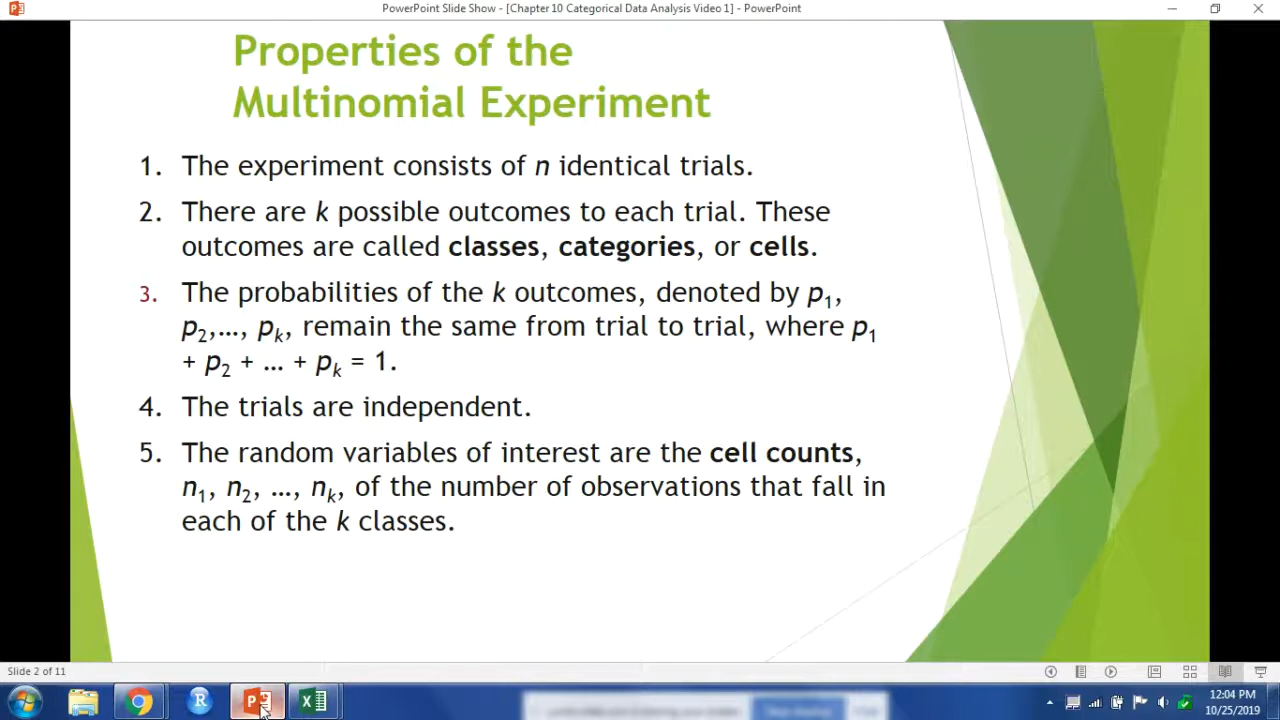 PowerPoint Slide Show - [Chapter 10 Categorical Data Analysis Video 1] - PowerPoint
Properties of the
Multinomial Experiment
1. The experiment consists of n identical trials.
2. There are k possible outcomes to each trial. These
outcomes are called classes, categories, or cells.
3. The probabilities of the k outcomes, denoted by p₁,
p₂,…, pₖ, remain the same from trial to trial, where p₁
+ p₂ + … + pₖ = 1.
4. The trials are independent.
5. The random variables of interest are the cell counts,
n₁, n₂, …, nₖ, of the number of observations that fall in
each of the k classes.
Slide 2 of 11
12:04 PM
10/25/2019